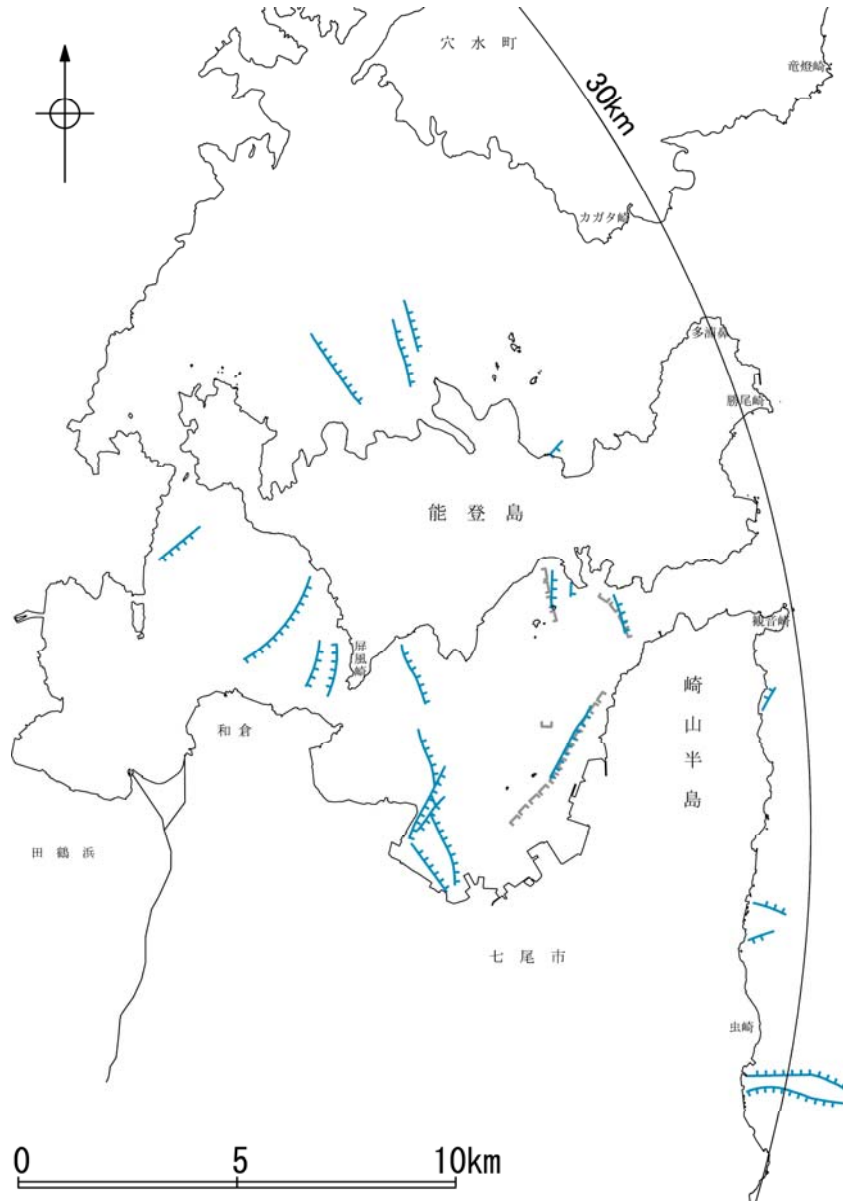 穴水町
竜燈崎
30km
カガタ崎
多湖鼻
勝尾崎
能登島
観音崎
屏風崎
崎山半島
和倉
田鶴浜
七尾市
虫崎
0 5 10km